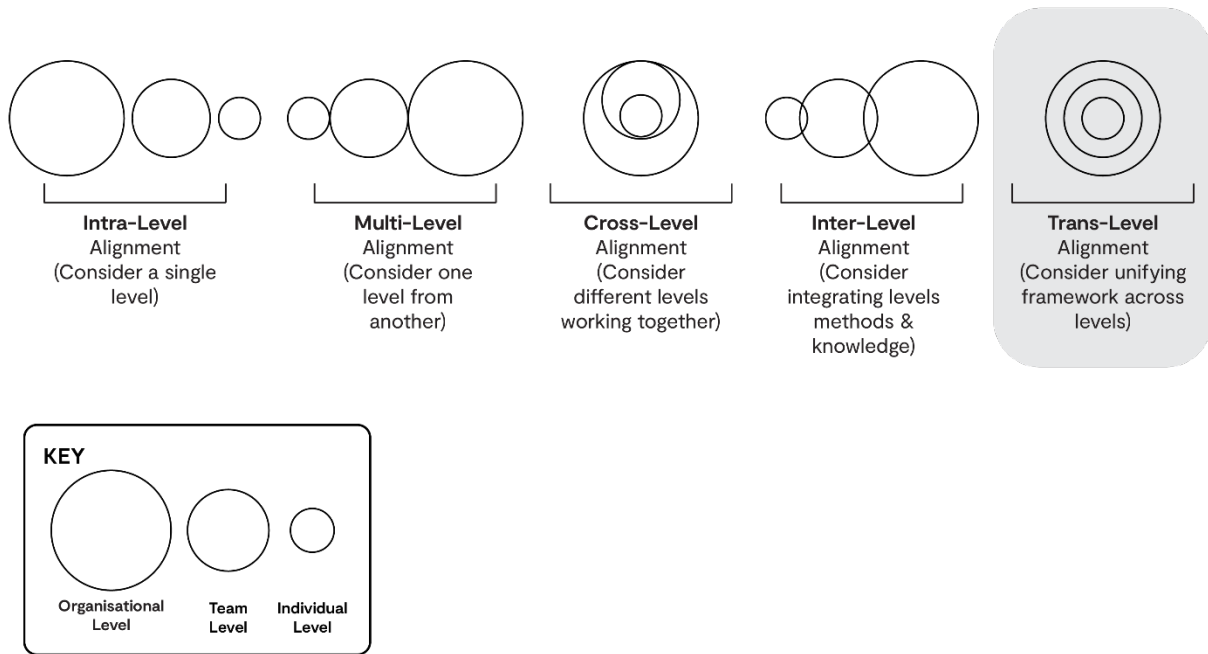 Intra-Level
Alignment
(Consider a single
level)
Multi-Level
Alignment
(Consider one
level from
another)
Cross-Level
Alignment
(Consider
different levels
working together)
Inter-Level
Alignment
(Consider
integrating levels
methods &
knowledge)
Trans-Level
Alignment
(Consider unifying
framework across
levels)
KEY
Organisational
Level
Team
Level
Individual
Level